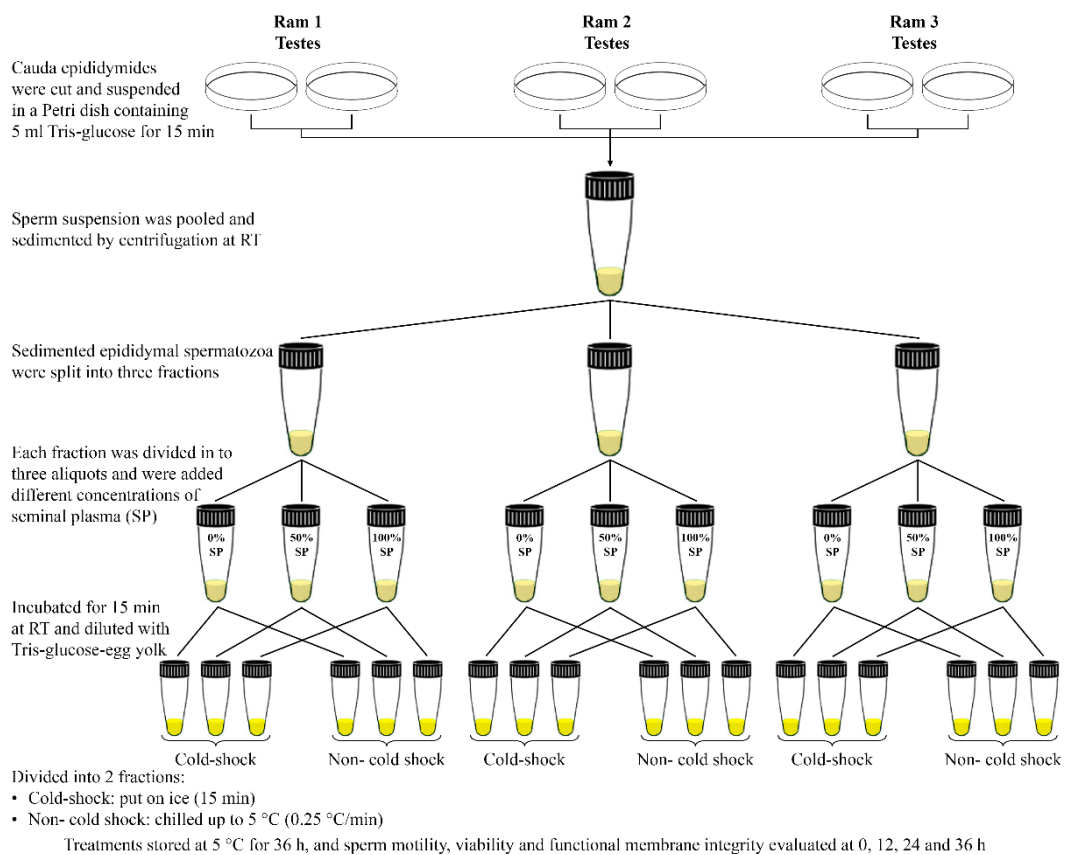 Ram 1
Testes
Ram 2
Testes
Ram 3
Testes
Cauda epididymides
were cut and suspended
in a Petri dish containing
5 ml Tris-glucose for 15 min
Sperm suspension was pooled and
sedimented by centrifugation at RT
Sedimented epididymal spermatozoa
were split into three fractions
Each fraction was divided in to
three aliquots and were added
different concentrations of
seminal plasma (SP)
0%
SP
50%
SP
100%
SP
0%
SP
50%
SP
100%
SP
0%
SP
50%
SP
100%
SP
Incubated for 15 min
at RT and diluted with
Tris-glucose-egg yolk
Cold-shock
Non- cold shock
Cold-shock
Non- cold shock
Cold-shock
Non- cold shock
Divided into 2 fractions:
• Cold-shock: put on ice (15 min)
• Non- cold shock: chilled up to 5 °C (0.25 °C/min)
Treatments stored at 5 °C for 36 h, and sperm motility, viability and functional membrane integrity evaluated at 0, 12, 24 and 36 h